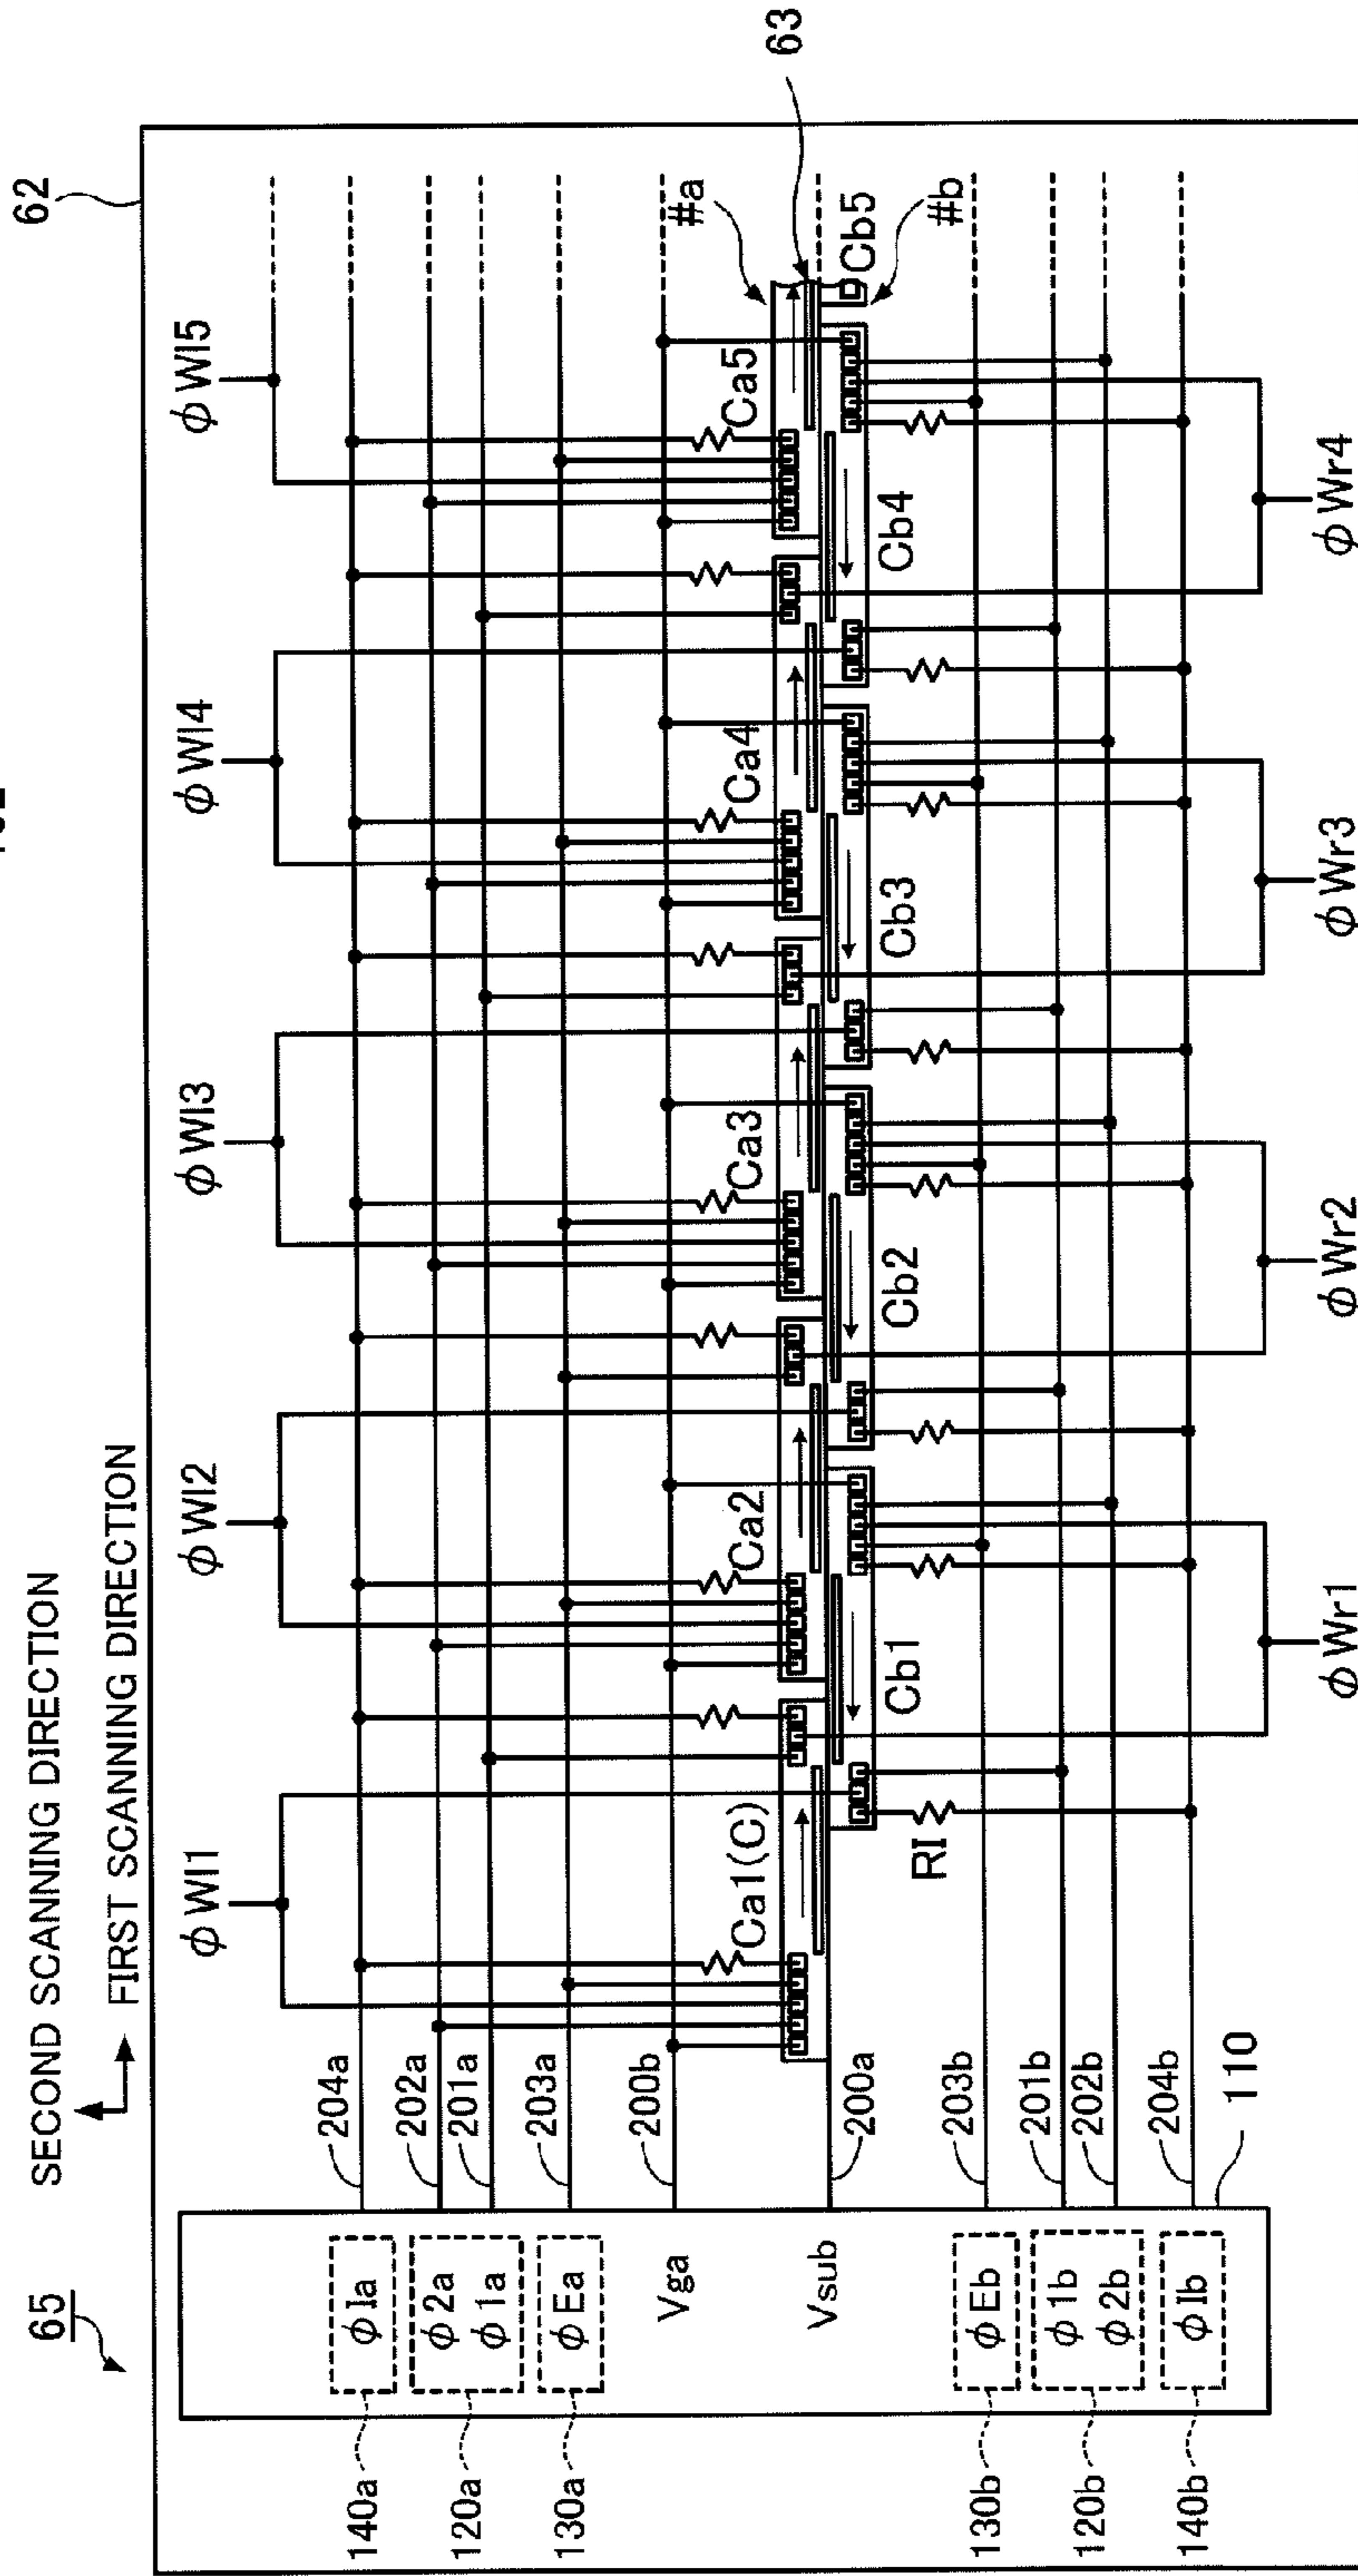 SECOND SCANNING DIRECTION
FIRST SCANNING DIRECTION
65
62
63
φWl1
φWl2
φWl3
φWl4
φWl5
140a
φIa
204a
120a
φ2a
202a
φ1a
201a
130a
φEa
203a
Vga
200b
Vsub
200a
130b
φEb
203b
120b
φ1b
201b
φ2b
202b
140b
φIb
204b
110
Ca1(C)
Ca2
Ca3
Ca4
Ca5
#a
RI
Cb1
Cb2
Cb3
Cb4
Cb5
#b
φWr1
φWr2
φWr3
φWr4